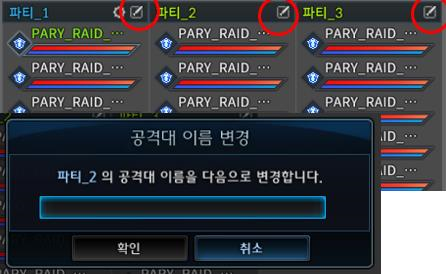 파티_1 파티_2 파티_3
PARY_RAID_… PARY_RAID_… PARY_RAID_…
PARY_RAID_… PARY_RAID_… PARY_RAID_…
PARY_RAID_… PARY_RAID_… PARY_RAID_…
공격대 이름 변경
파티_2 의 공격대 이름을 다음으로 변경합니다.
확인 취소